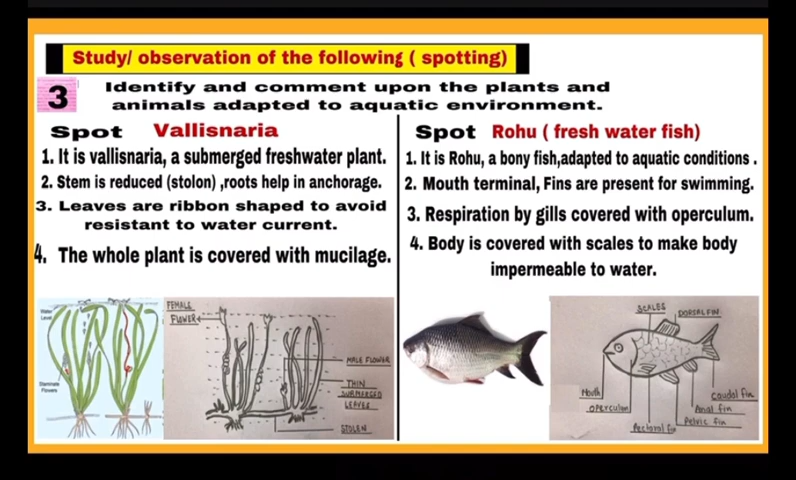 Study/ observation of the following ( spotting)
3
Identify and comment upon the plants and
animals adapted to aquatic environment.
Spot Vallisnaria
1. It is vallisnaria, a submerged freshwater plant.
2. Stem is reduced (stolon) ,roots help in anchorage.
3. Leaves are ribbon shaped to avoid
resistant to water current.
4. The whole plant is covered with mucilage.
Water
Level
Staminate
Flowers
FEMALE
FLOWER
MALE FLOWER
THIN
SUBMERGED
LEAVES
STOLEN
Spot Rohu ( fresh water fish)
1. It is Rohu, a bony fish,adapted to aquatic conditions .
2. Mouth terminal, Fins are present for swimming.
3. Respiration by gills covered with operculum.
4. Body is covered with scales to make body
impermeable to water.
SCALES
DORSAL FIN
Mouth
OPERCULUM
Pectoral fin
Pelvic fin
Anal fin
Caudal fin